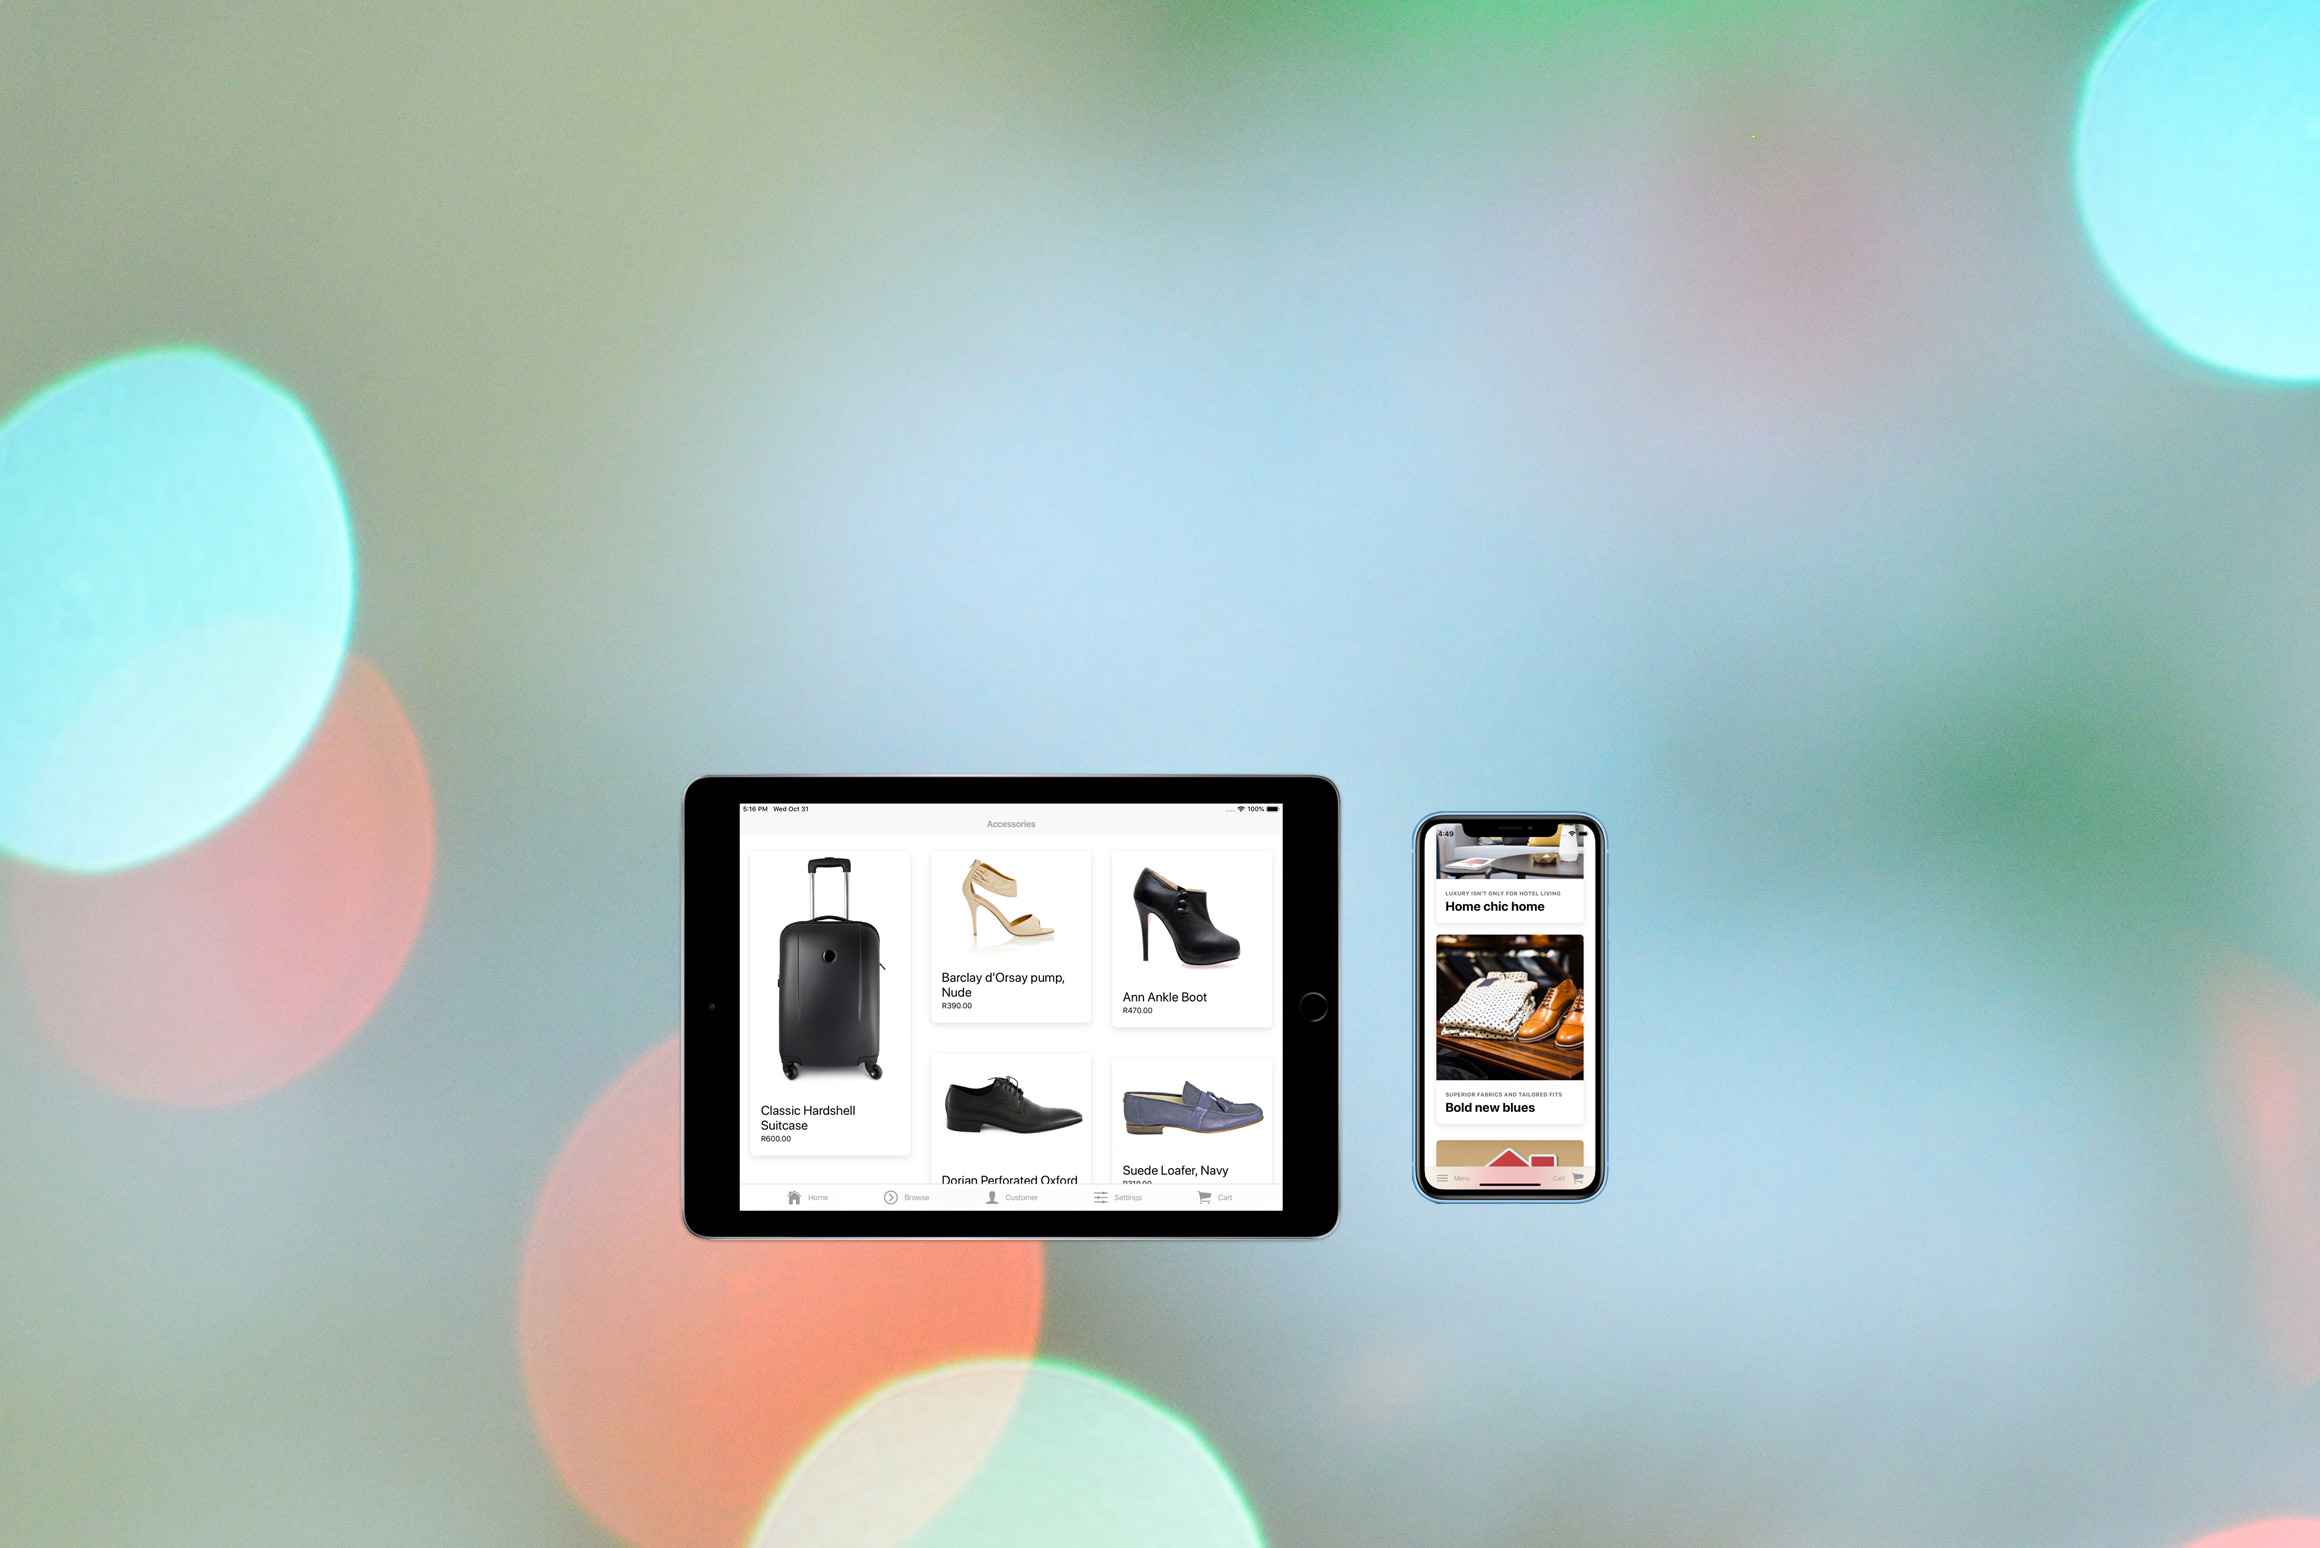 5:16 PM Wed Oct 31
100%
Accessories
Classic Hardshell
Suitcase
R600.00
Barclay d'Orsay pump,
Nude
R390.00
Ann Ankle Boot
R470.00
Dorian Perforated Oxford
Suede Loafer, Navy
R310.00
Home
Browse
Customer
Settings
Cart
4:49
LUXURY ISN'T ONLY FOR HOTEL LIVING
Home chic home
SUPERIOR FABRICS AND TAILORED FITS
Bold new blues
Menu
Cart